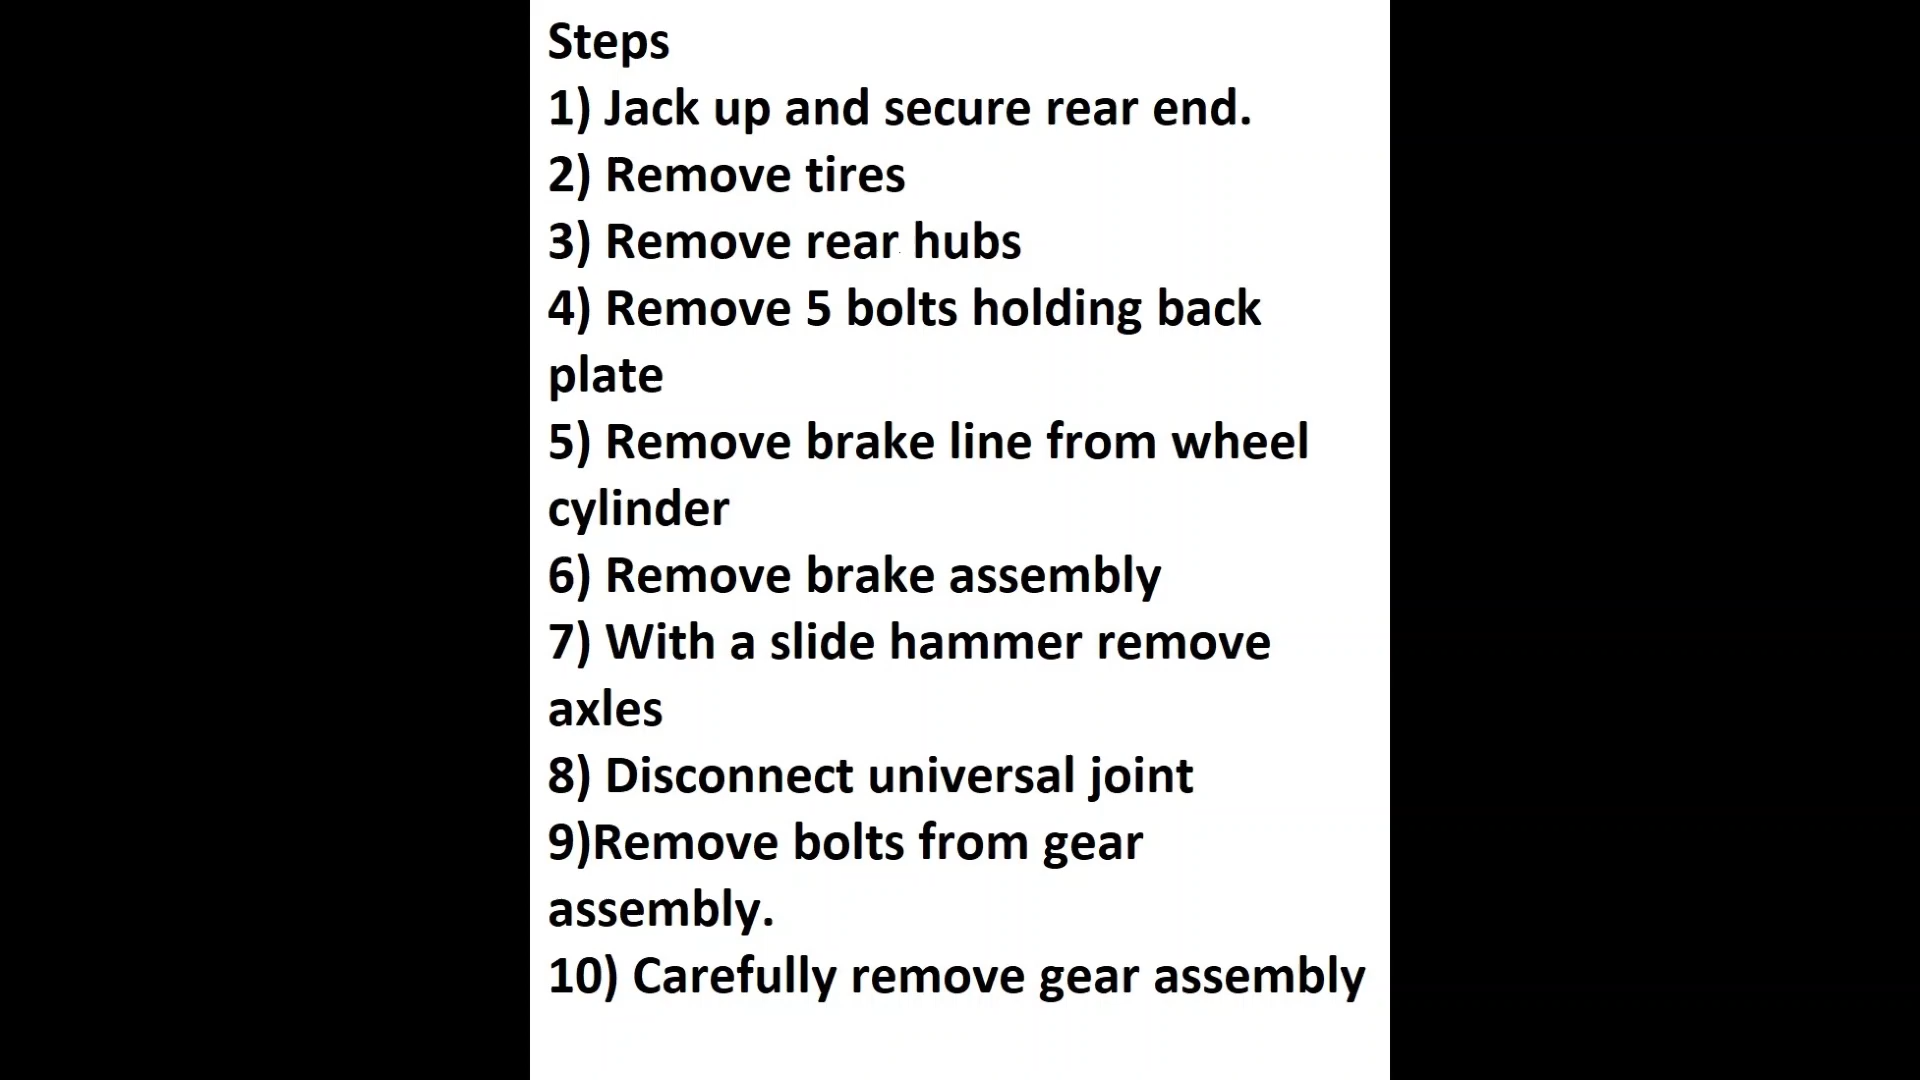 Steps
1) Jack up and secure rear end.
2) Remove tires
3) Remove rear hubs
4) Remove 5 bolts holding back
plate
5) Remove brake line from wheel
cylinder
6) Remove brake assembly
7) With a slide hammer remove
axles
8) Disconnect universal joint
9)Remove bolts from gear
assembly.
10) Carefully remove gear assembly